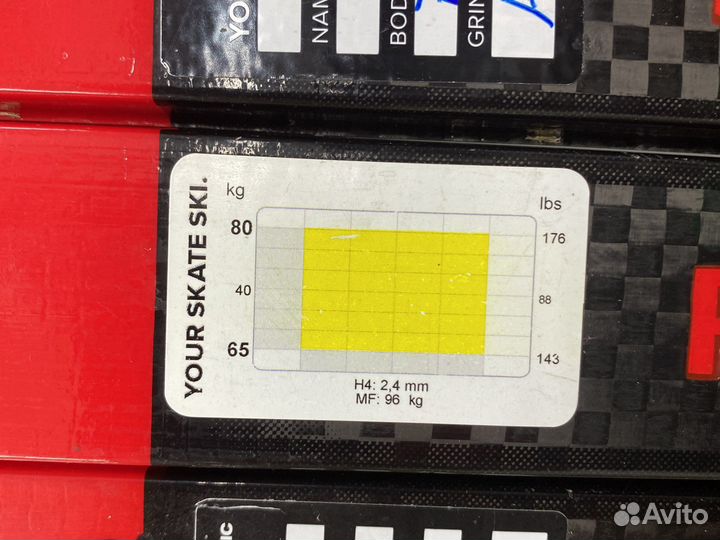 YO
NAM
BOD
GRIN
YOUR SKATE SKI.
kg
lbs
80
176
40
88
65
143
H4: 2,4 mm
MF: 96 kg
Avito